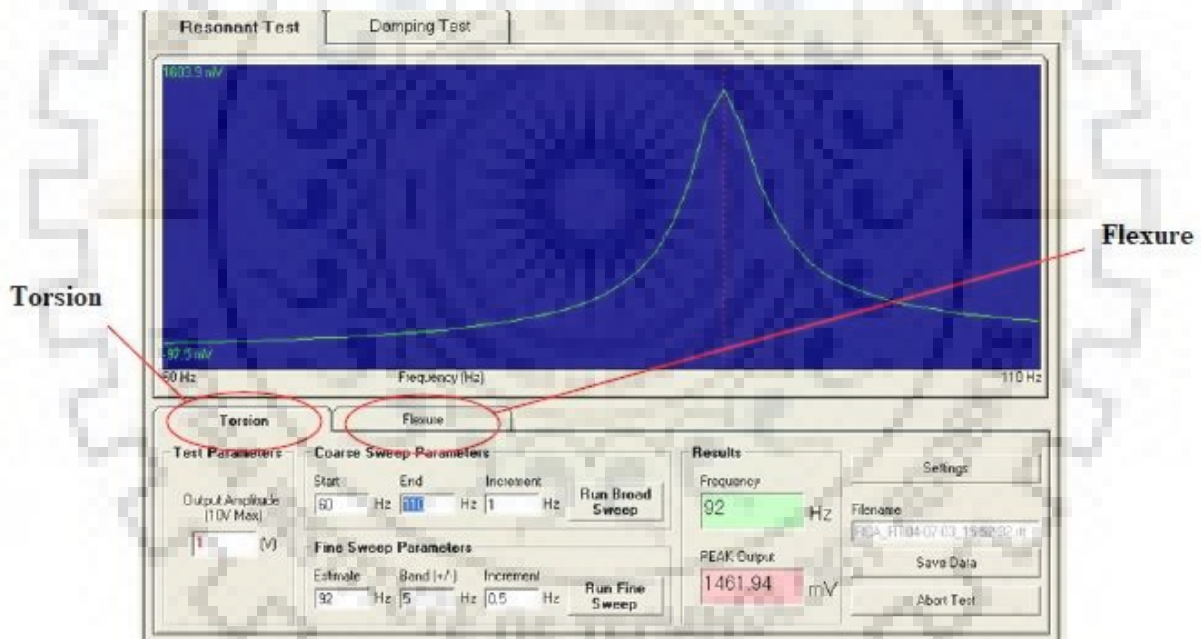 Resonant Test
Damping Test
1603.9 mV
-97.5 mV
60 Hz
Frequency (Hz)
110 Hz
Torsion
Flexure
Torsion
Flexure
Test Parameters
Output Amplitude
(10V Max)
1 (V)
Coarse Sweep Parameters
Start End Increment
60 Hz 110 Hz 1 Hz
Run Broad
Sweep
Fine Sweep Parameters
Estimate Band (+/-) Increment
92 Hz 5 Hz 0.5 Hz
Run Fine
Sweep
Results
Frequency
92 Hz
PEAK Output
1461.94 mV
Settings
Filename
Save Data
Abort Test